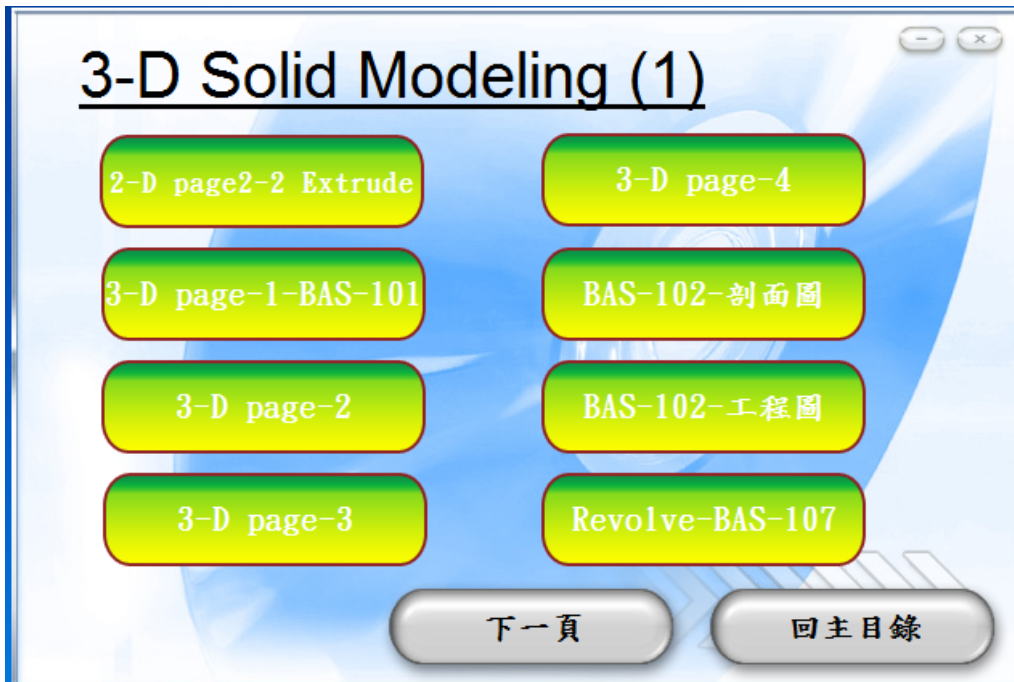 3-D Solid Modeling (1)
2-D page2-2 Extrude
3-D page-1-BAS-101
3-D page-2
3-D page-3
3-D page-4
BAS-102-剖面圖
BAS-102-工程圖
Revolve-BAS-107
下一頁
回主目錄